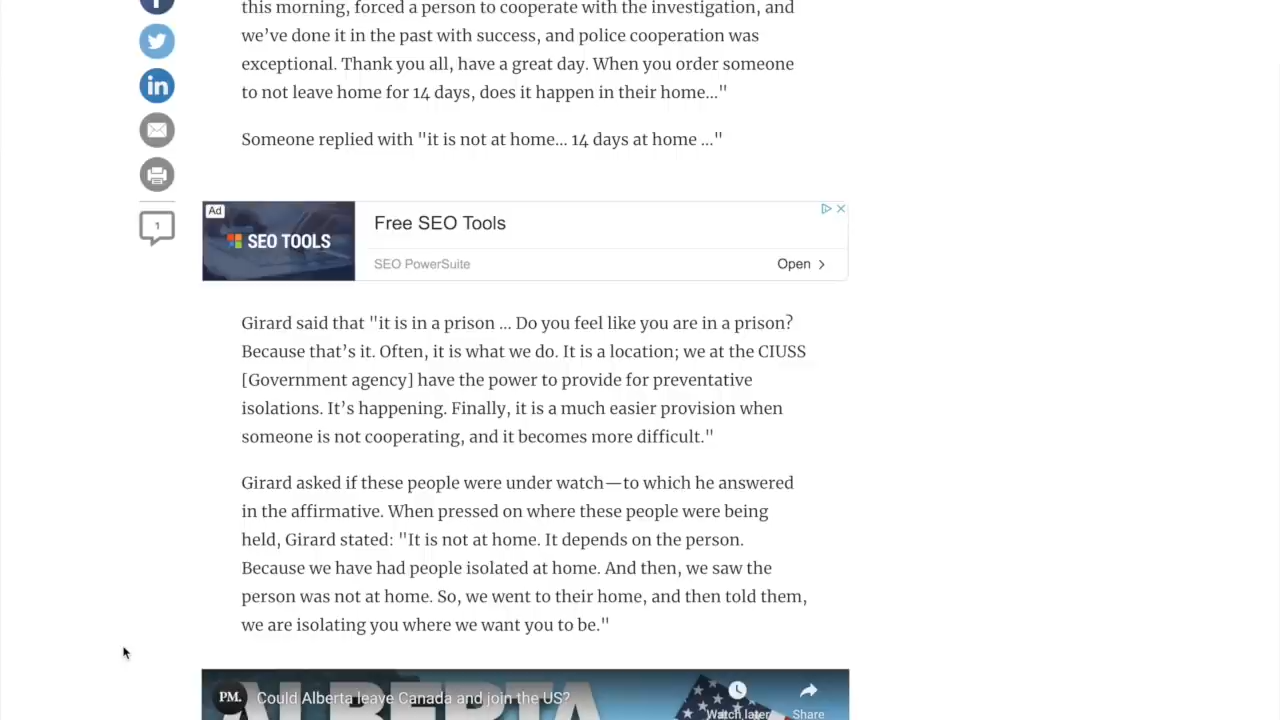 this morning, forced a person to cooperate with the investigation, and
we’ve done it in the past with success, and police cooperation was
exceptional. Thank you all, have a great day. When you order someone
to not leave home for 14 days, does it happen in their home..."
Someone replied with "it is not at home... 14 days at home ..."
1
Ad
SEO TOOLS
Free SEO Tools
SEO PowerSuite
Open
Girard said that "it is in a prison ... Do you feel like you are in a prison?
Because that’s it. Often, it is what we do. It is a location; we at the CIUSS
[Government agency] have the power to provide for preventative
isolations. It’s happening. Finally, it is a much easier provision when
someone is not cooperating, and it becomes more difficult."
Girard asked if these people were under watch—to which he answered
in the affirmative. When pressed on where these people were being
held, Girard stated: "It is not at home. It depends on the person.
Because we have had people isolated at home. And then, we saw the
person was not at home. So, we went to their home, and then told them,
we are isolating you where we want you to be."
PM.
Could Alberta leave Canada and join the US?
ALBERTA
Watch later
Share